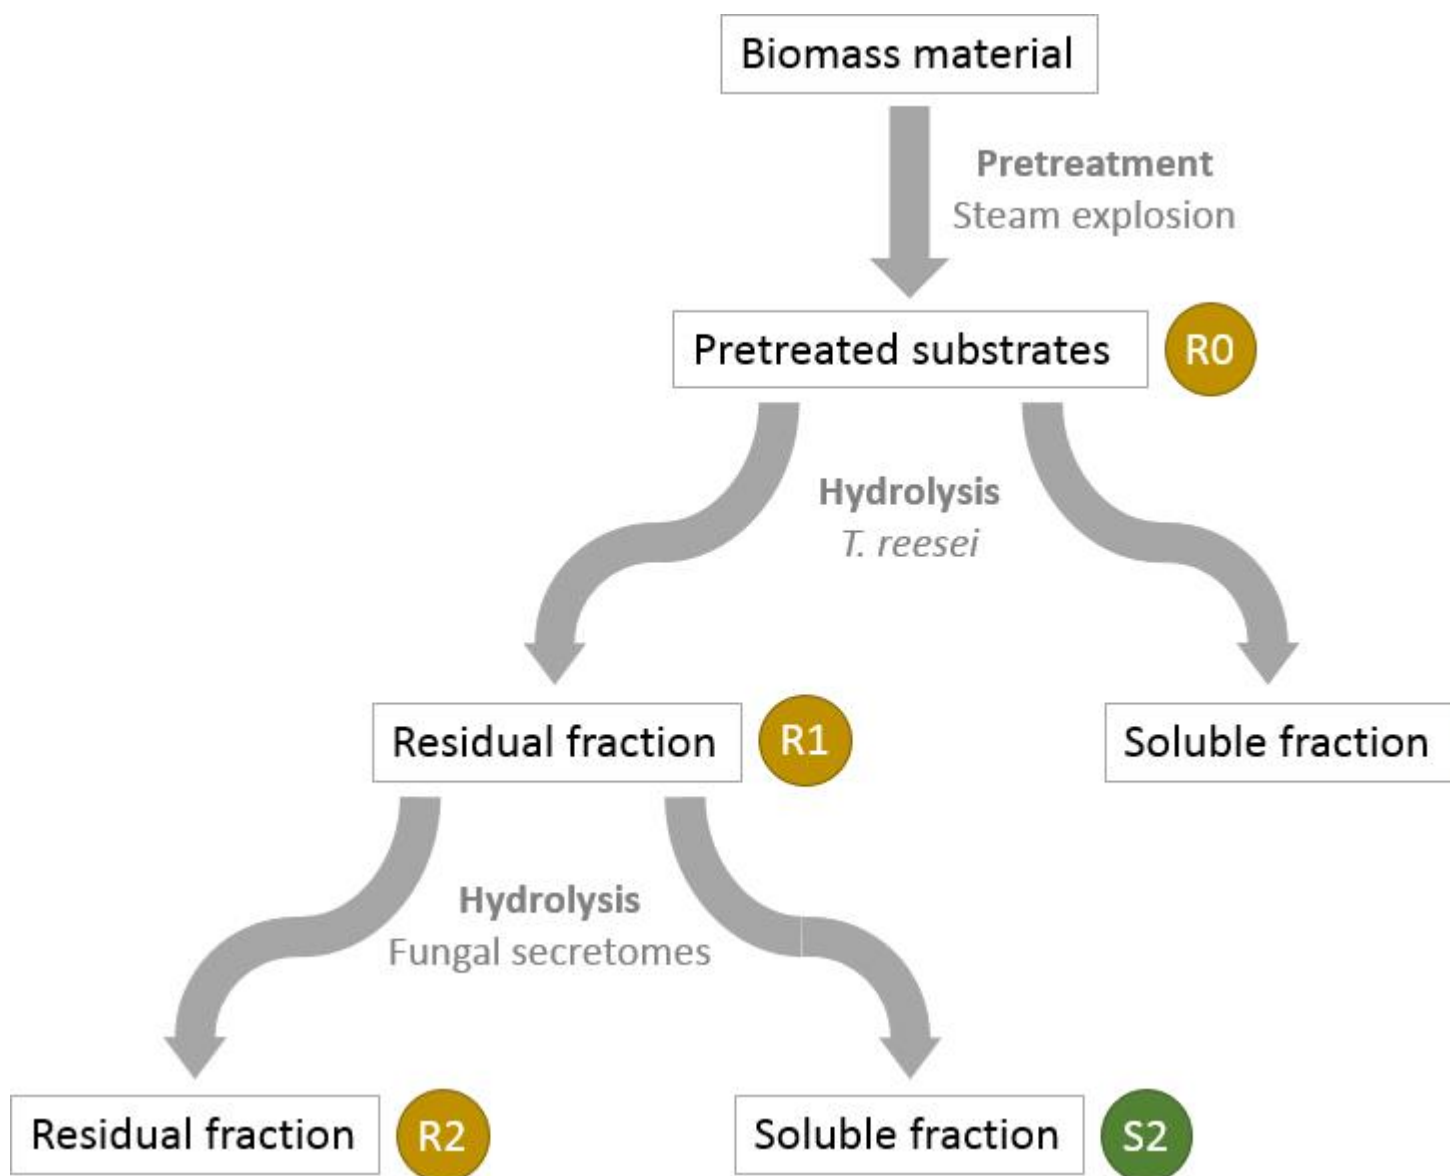 Biomass material
Pretreatment
Steam explosion
Pretreated substrates
R0
Hydrolysis
T. reesei
Residual fraction
R1
Soluble fraction
Hydrolysis
Fungal secretomes
Residual fraction
R2
Soluble fraction
S2